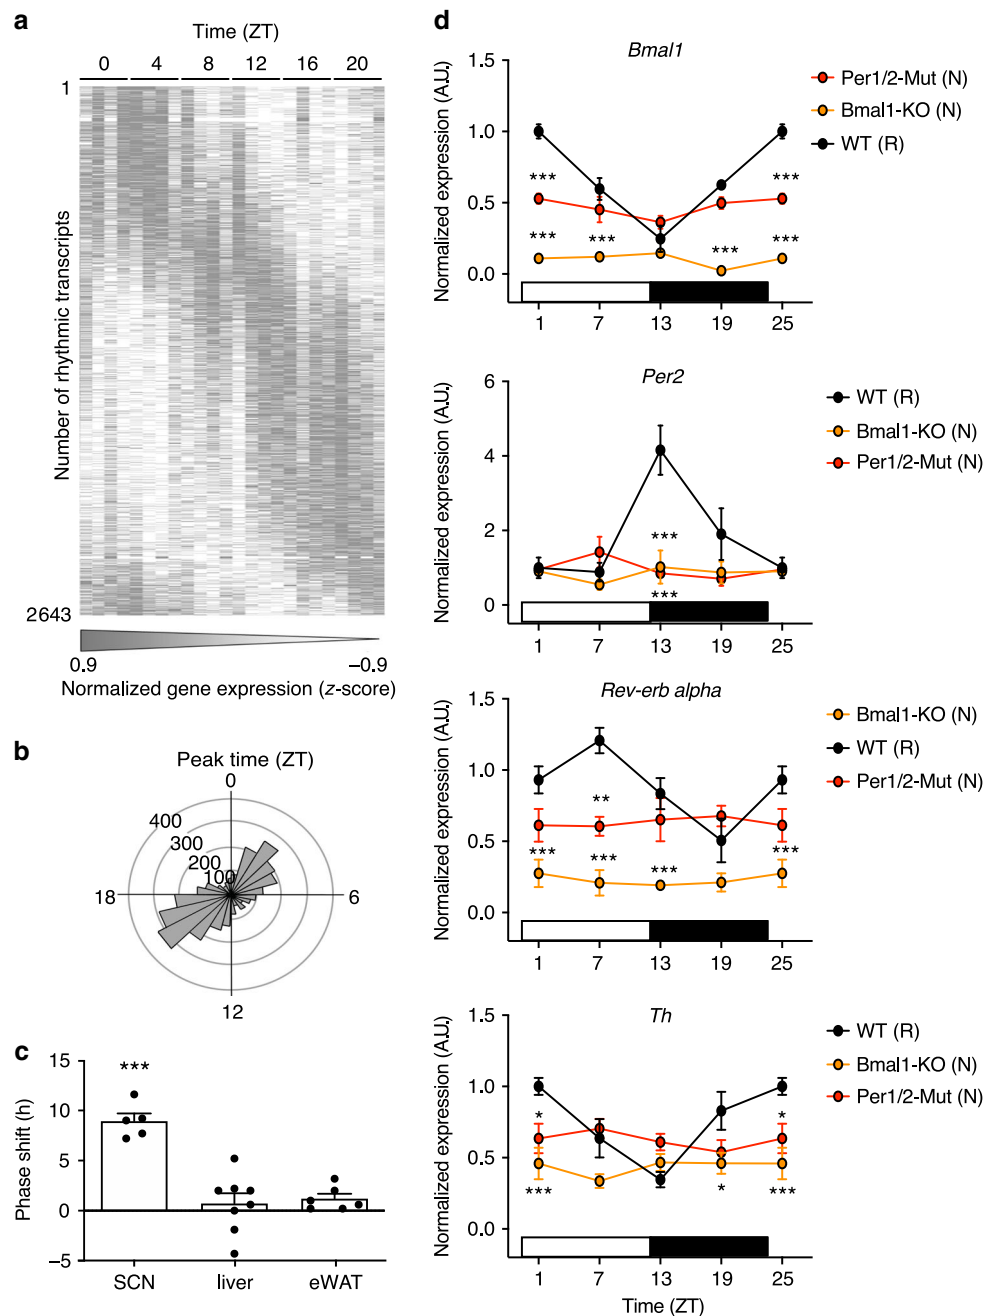 a
Time (ZT)
0 4 8 12 16 20
1
Number of rhythmic transcripts
2643
0.9 –0.9
Normalized gene expression (z-score)
b
Peak time (ZT)
0
400
300
200
100
18
6
12
c
Phase shift (h)
15
10
5
0
–5
***
SCN liver eWAT
d
Bmal1
Normalized expression (A.U.)
1.5
1.0
0.5
0.0
*** ***
*** *** *** ***
1 7 13 19 25
Per1/2-Mut (N)
Bmal1-KO (N)
WT (R)
Per2
Normalized expression (A.U.)
6
4
2
0
***
***
1 7 13 19 25
WT (R)
Bmal1-KO (N)
Per1/2-Mut (N)
Rev-erb alpha
Normalized expression (A.U.)
1.5
1.0
0.5
0.0
**
*** *** *** ***
1 7 13 19 25
Bmal1-KO (N)
WT (R)
Per1/2-Mut (N)
Th
Normalized expression (A.U.)
1.5
1.0
0.5
0.0
* *
*** * ***
1 7 13 19 25
Time (ZT)
WT (R)
Bmal1-KO (N)
Per1/2-Mut (N)